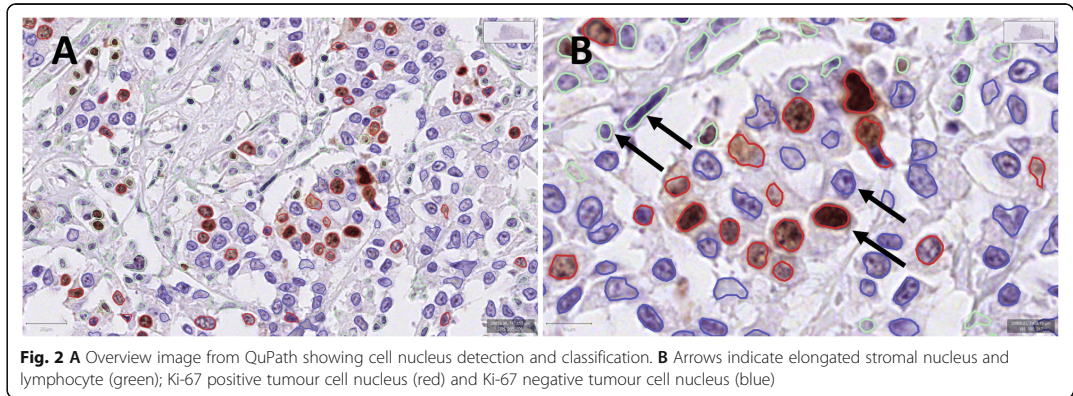 A
B
Fig. 2 A Overview image from QuPath showing cell nucleus detection and classification. B Arrows indicate elongated stromal nucleus and
lymphocyte (green); Ki-67 positive tumour cell nucleus (red) and Ki-67 negative tumour cell nucleus (blue)